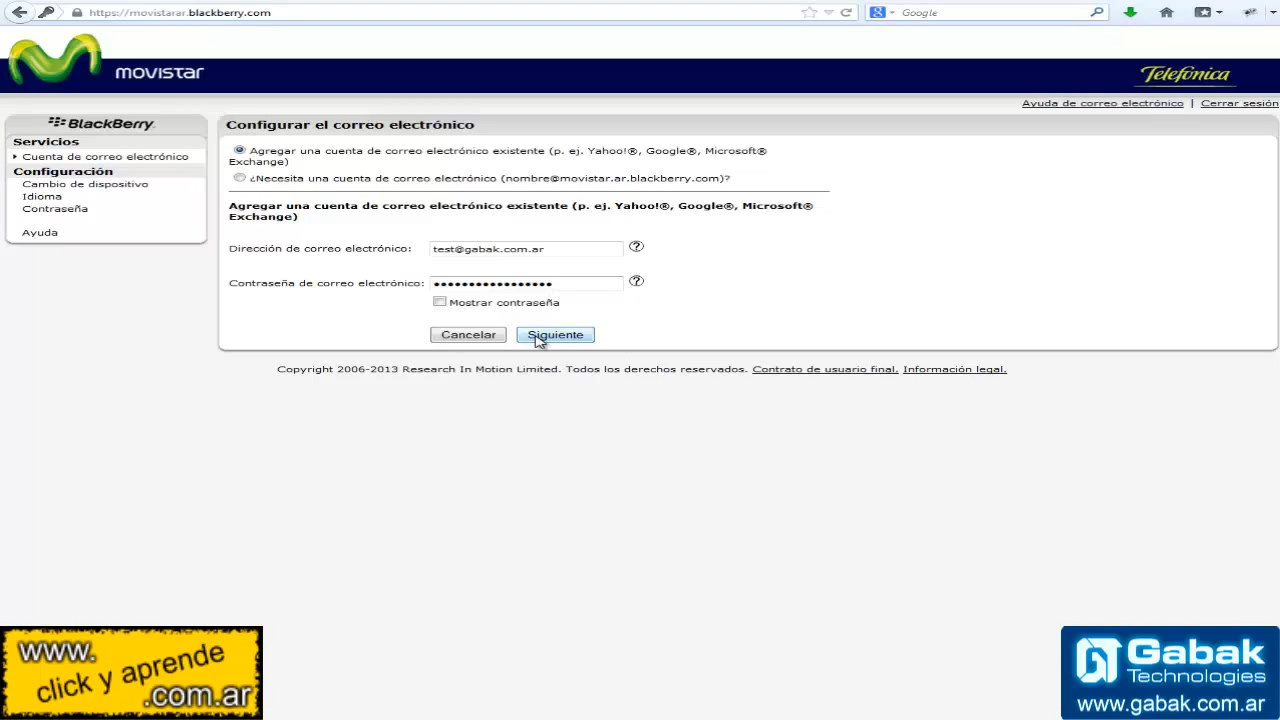 https://movistarar.blackberry.com
Google
movistar
Telefónica
Ayuda de correo electrónico | Cerrar sesión
BlackBerry.
Servicios
Cuenta de correo electrónico
Configuración
Cambio de dispositivo
Idioma
Contraseña
Ayuda
Configurar el correo electrónico
Agregar una cuenta de correo electrónico existente (p. ej. Yahoo!®, Google®, Microsoft®
Exchange)
¿Necesita una cuenta de correo electrónico (nombre@movistar.ar.blackberry.com)?
Agregar una cuenta de correo electrónico existente (p. ej. Yahoo!®, Google®, Microsoft®
Exchange)
Dirección de correo electrónico: test@gabak.com.ar
Contraseña de correo electrónico: •••••••••••••••••
Mostrar contraseña
Cancelar Siguiente
Copyright 2006-2013 Research In Motion Limited. Todos los derechos reservados. Contrato de usuario final. Información legal.
www.
click y aprende
.com.ar
Gabak
Technologies
www.gabak.com.ar